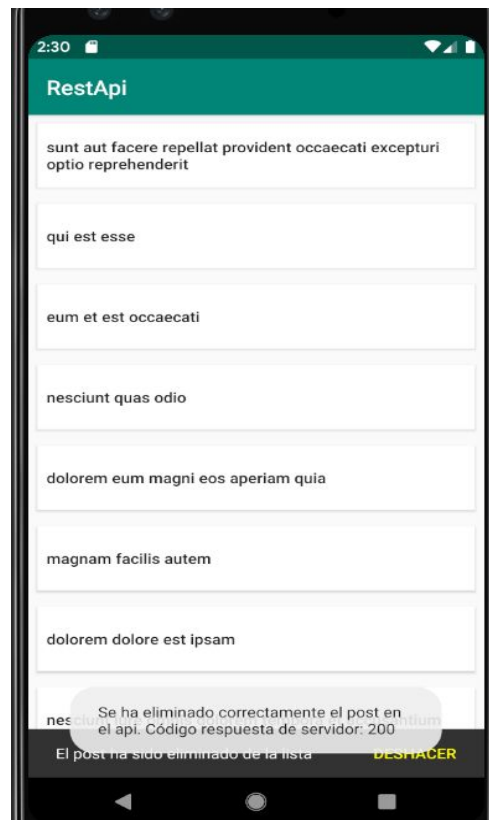 2:30
RestApi
sunt aut facere repellat provident occaecati excepturi
optio reprehenderit
qui est esse
eum et est occaecati
nesciunt quas odio
dolorem eum magni eos aperiam quia
magnam facilis autem
dolorem dolore est ipsam
Se ha eliminado correctamente el post en
el api. Código respuesta de servidor: 200
El post ha sido eliminado de la lista
DESHACER